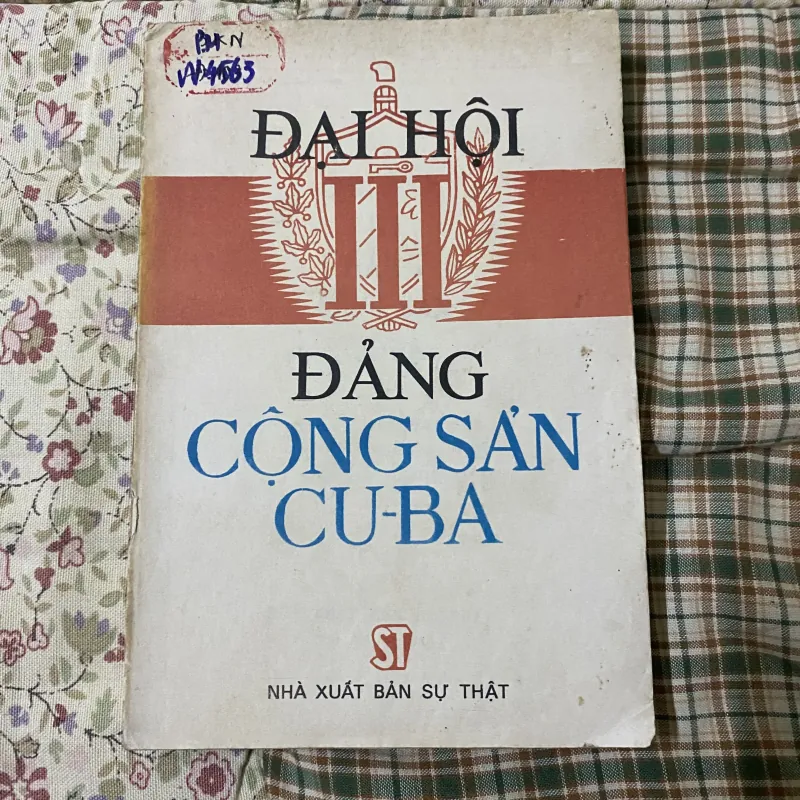 ĐẠI HỘI
III
ĐẢNG
CỘNG SẢN
CU-BA
ST
NHÀ XUẤT BẢN SỰ THẬT